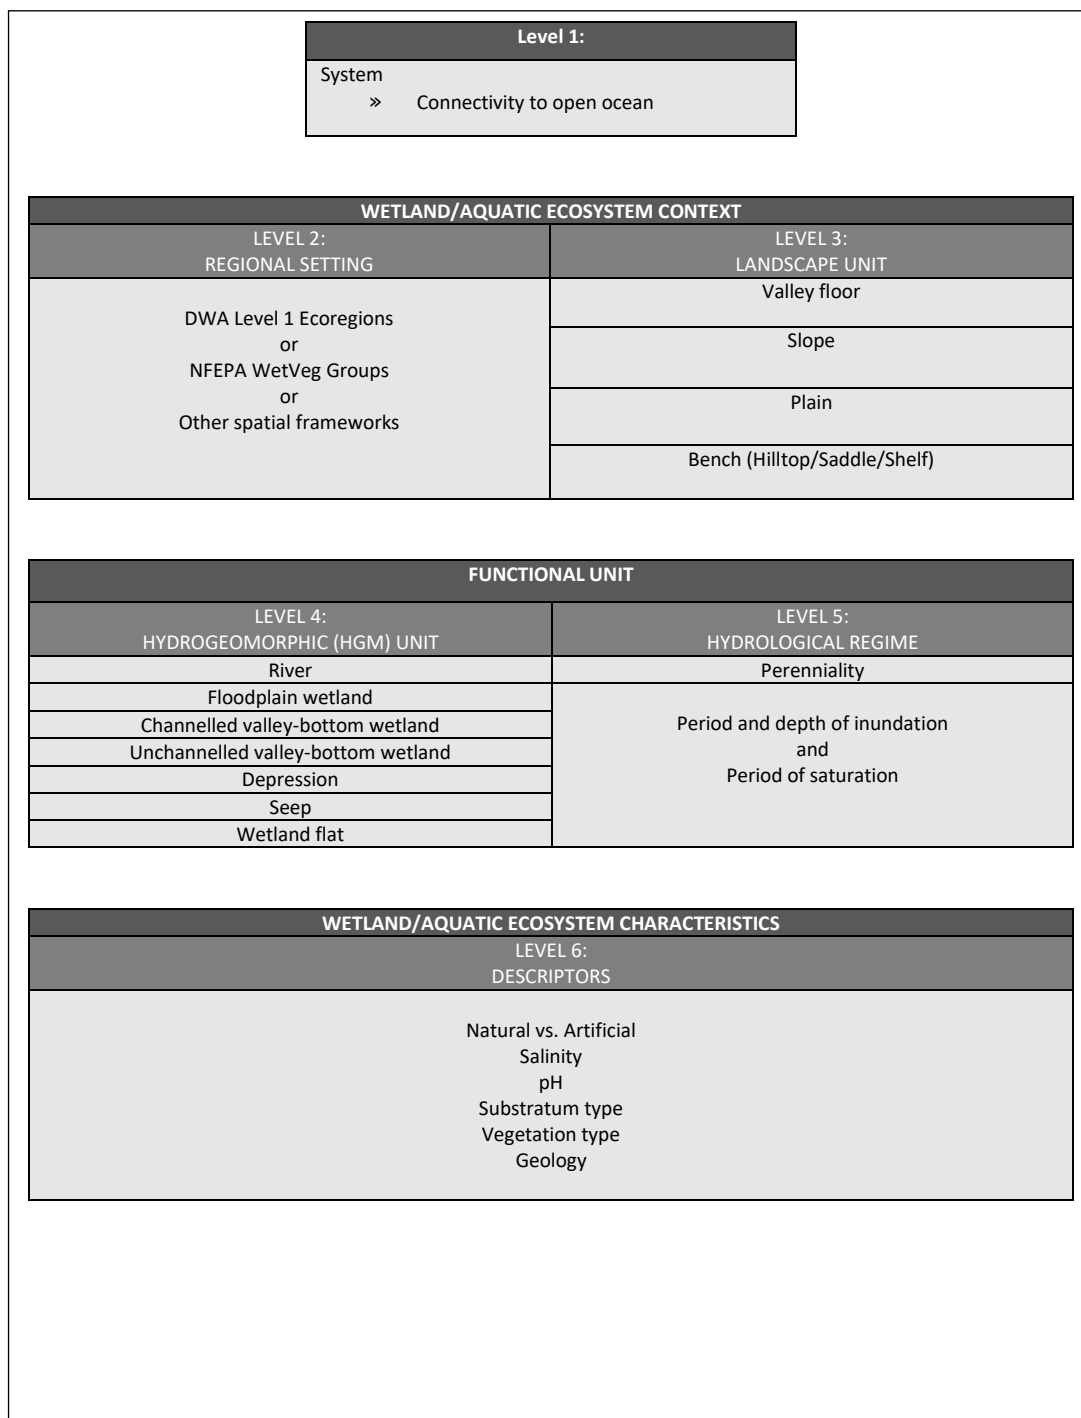 Level 1:
System
» Connectivity to open ocean
WETLAND/AQUATIC ECOSYSTEM CONTEXT
LEVEL 2:
REGIONAL SETTING
LEVEL 3:
LANDSCAPE UNIT
DWA Level 1 Ecoregions
or
NFEPA WetVeg Groups
or
Other spatial frameworks
Valley floor
Slope
Plain
Bench (Hilltop/Saddle/Shelf)
FUNCTIONAL UNIT
LEVEL 4:
HYDROGEOMORPHIC (HGM) UNIT
LEVEL 5:
HYDROLOGICAL REGIME
River
Perenniality
Floodplain wetland
Channelled valley-bottom wetland
Unchannelled valley-bottom wetland
Depression
Seep
Wetland flat
Period and depth of inundation
and
Period of saturation
WETLAND/AQUATIC ECOSYSTEM CHARACTERISTICS
LEVEL 6:
DESCRIPTORS
Natural vs. Artificial
Salinity
pH
Substratum type
Vegetation type
Geology